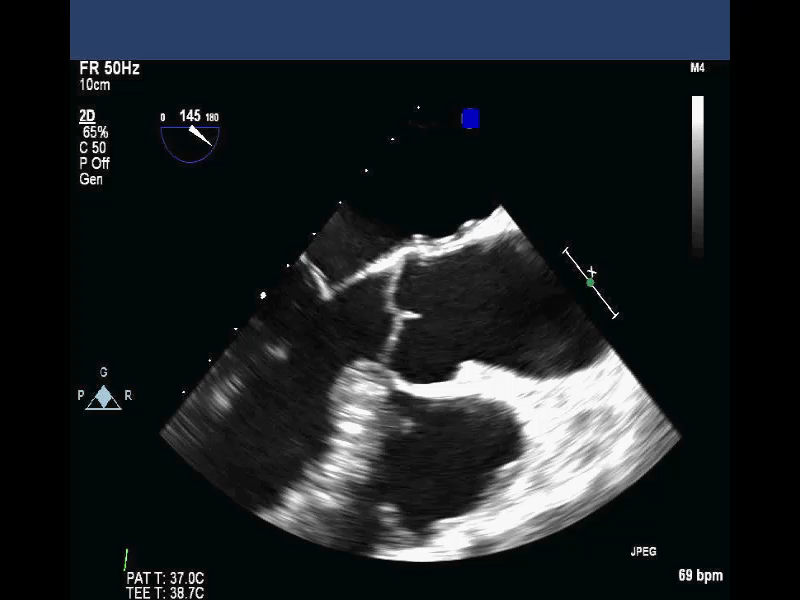 FR 50Hz
10cm
M4
2D
65%
C 50
P Off
Gen
0 145 180
G
P R
JPEG
PAT T: 37.0C
TEE T: 38.7C
69 bpm